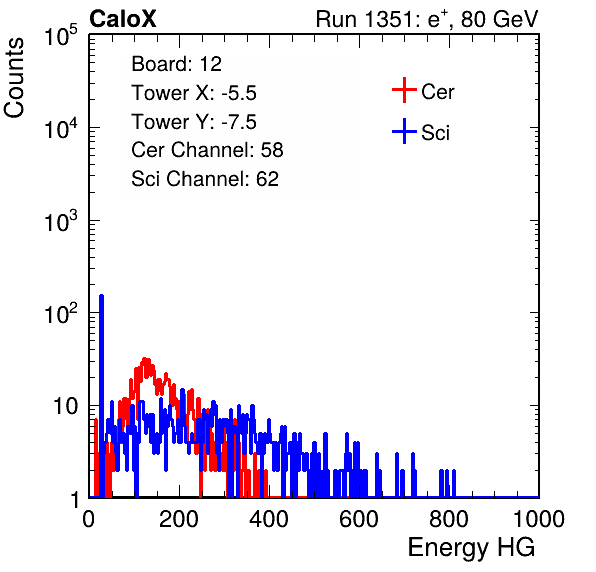 CaloX Run 1351: e⁺, 80 GeV
Counts
10⁵
10⁴
10³
10²
10
1
Board: 12
Tower X: -5.5
Tower Y: -7.5
Cer Channel: 58
Sci Channel: 62
Cer
Sci
0 200 400 600 800 1000
Energy HG